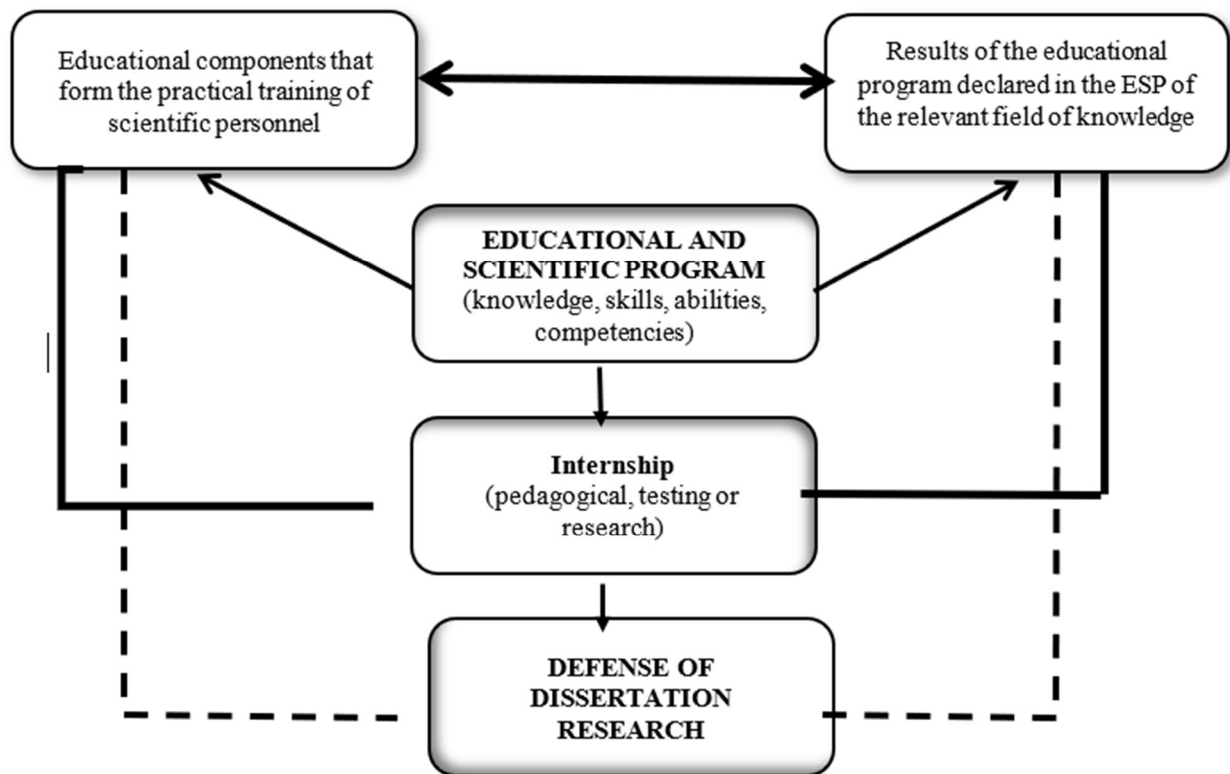 Educational components that
form the practical training of
scientific personnel
Results of the educational
program declared in the ESP of
the relevant field of knowledge
EDUCATIONAL AND
SCIENTIFIC PROGRAM
(knowledge, skills, abilities,
competencies)
Internship
(pedagogical, testing or
research)
DEFENSE OF
DISSERTATION
RESEARCH